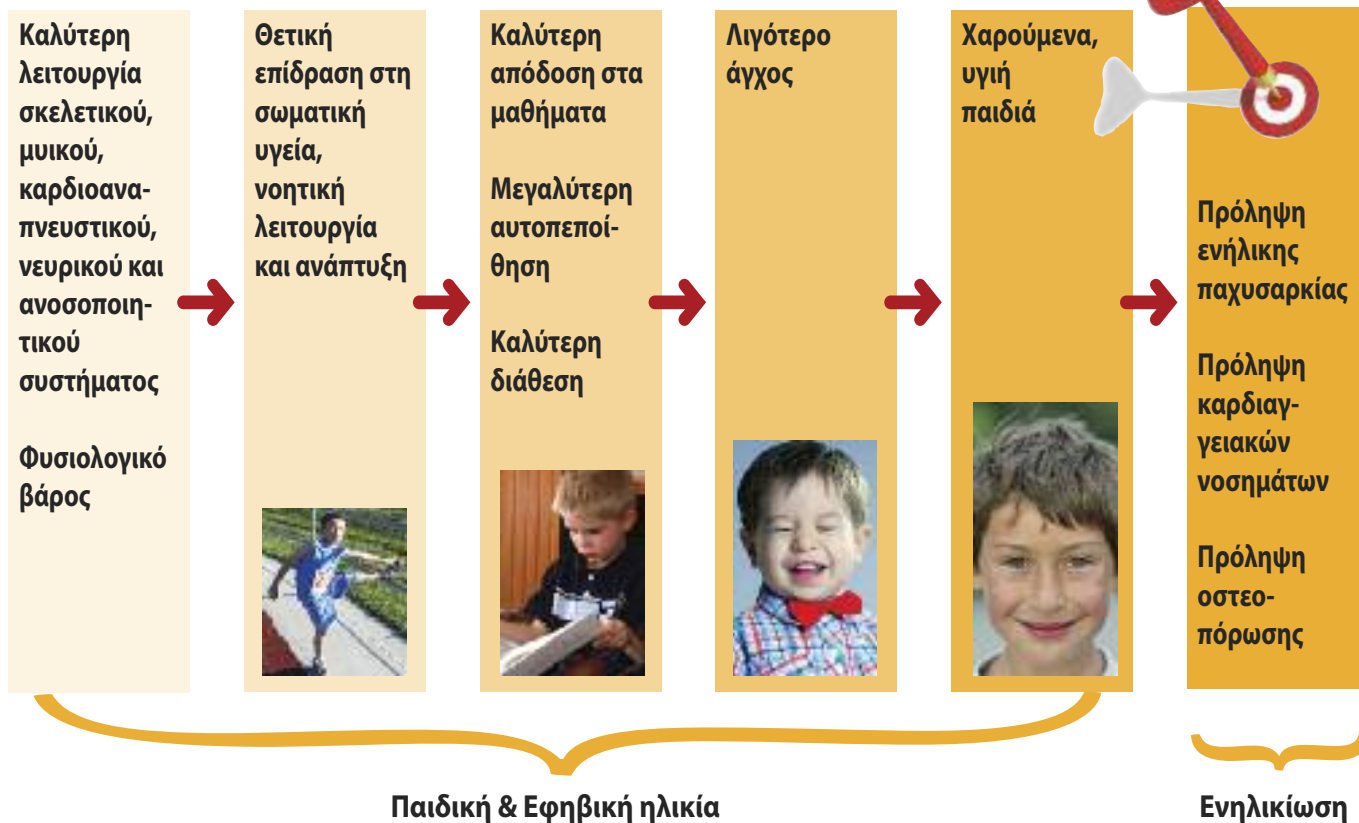 Καλύτερη
λειτουργία
σκελετικού,
μυικού,
καρδιοανα-
πνευστικού,
νευρικού και
ανοσοποιη-
τικού
συστήματος
Φυσιολογικό
βάρος
Θετική
επίδραση στη
σωματική
υγεία,
νοητική
λειτουργία
και ανάπτυξη
Καλύτερη
απόδοση στα
μαθήματα
Μεγαλύτερη
αυτοπεποί-
θηση
Καλύτερη
διάθεση
Λιγότερο
άγχος
Χαρούμενα,
υγιή
παιδιά
Πρόληψη
ενήλικης
παχυσαρκίας
Πρόληψη
καρδιαγ-
γειακών
νοσημάτων
Πρόληψη
οστεο-
πόρωσης
Παιδική & Εφηβική ηλικία
Ενηλικίωση